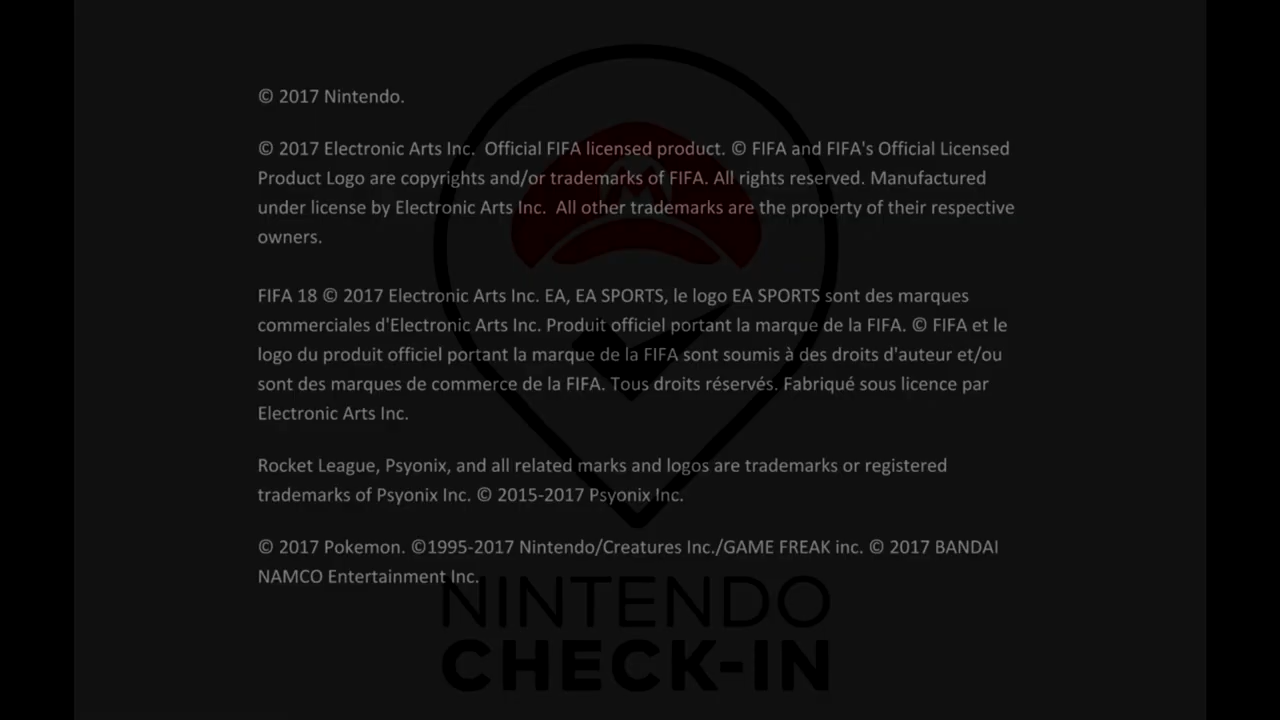 © 2017 Nintendo.
© 2017 Electronic Arts Inc.  Official FIFA licensed product. © FIFA and FIFA's Official Licensed
Product Logo are copyrights and/or trademarks of FIFA. All rights reserved. Manufactured
under license by Electronic Arts Inc.  All other trademarks are the property of their respective
owners.
FIFA 18 © 2017 Electronic Arts Inc. EA, EA SPORTS, le logo EA SPORTS sont des marques
commerciales d'Electronic Arts Inc. Produit officiel portant la marque de la FIFA. © FIFA et le
logo du produit officiel portant la marque de la FIFA sont soumis à des droits d'auteur et/ou
sont des marques de commerce de la FIFA. Tous droits réservés. Fabriqué sous licence par
Electronic Arts Inc.
Rocket League, Psyonix, and all related marks and logos are trademarks or registered
trademarks of Psyonix Inc. © 2015-2017 Psyonix Inc.
© 2017 Pokemon. ©1995-2017 Nintendo/Creatures Inc./GAME FREAK inc. © 2017 BANDAI
NAMCO Entertainment Inc.
NINTENDO
CHECK-IN